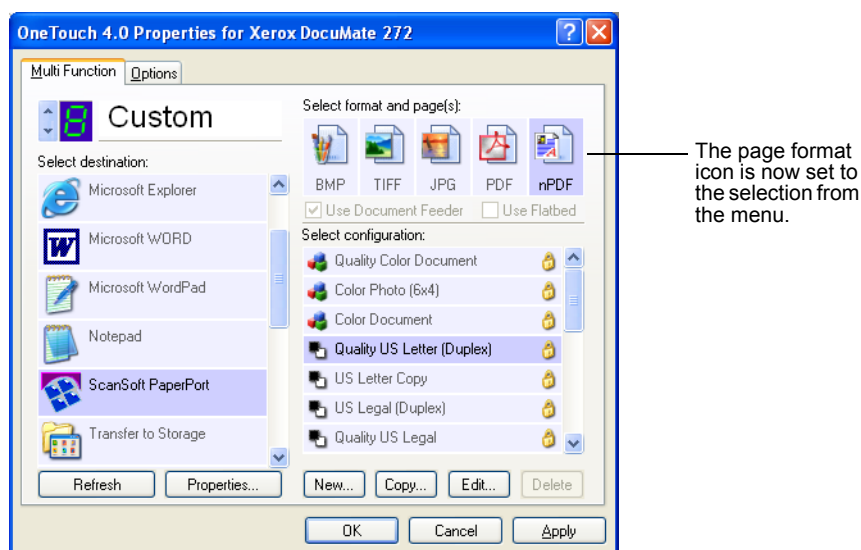 OneTouch 4.0 Properties for Xerox DocuMate 272
Multi Function
Options
8
Custom
Select destination:
Microsoft Explorer
Microsoft WORD
Microsoft WordPad
Notepad
ScanSoft PaperPort
Transfer to Storage
Refresh
Properties...
Select format and page(s):
BMP
TIFF
JPG
PDF
nPDF
Use Document Feeder
Use Flatbed
Select configuration:
Quality Color Document
Color Photo (6x4)
Color Document
Quality US Letter (Duplex)
US Letter Copy
US Legal (Duplex)
Quality US Legal
New...
Copy...
Edit...
Delete
OK
Cancel
Apply
The page format
icon is now set to
the selection from
the menu.